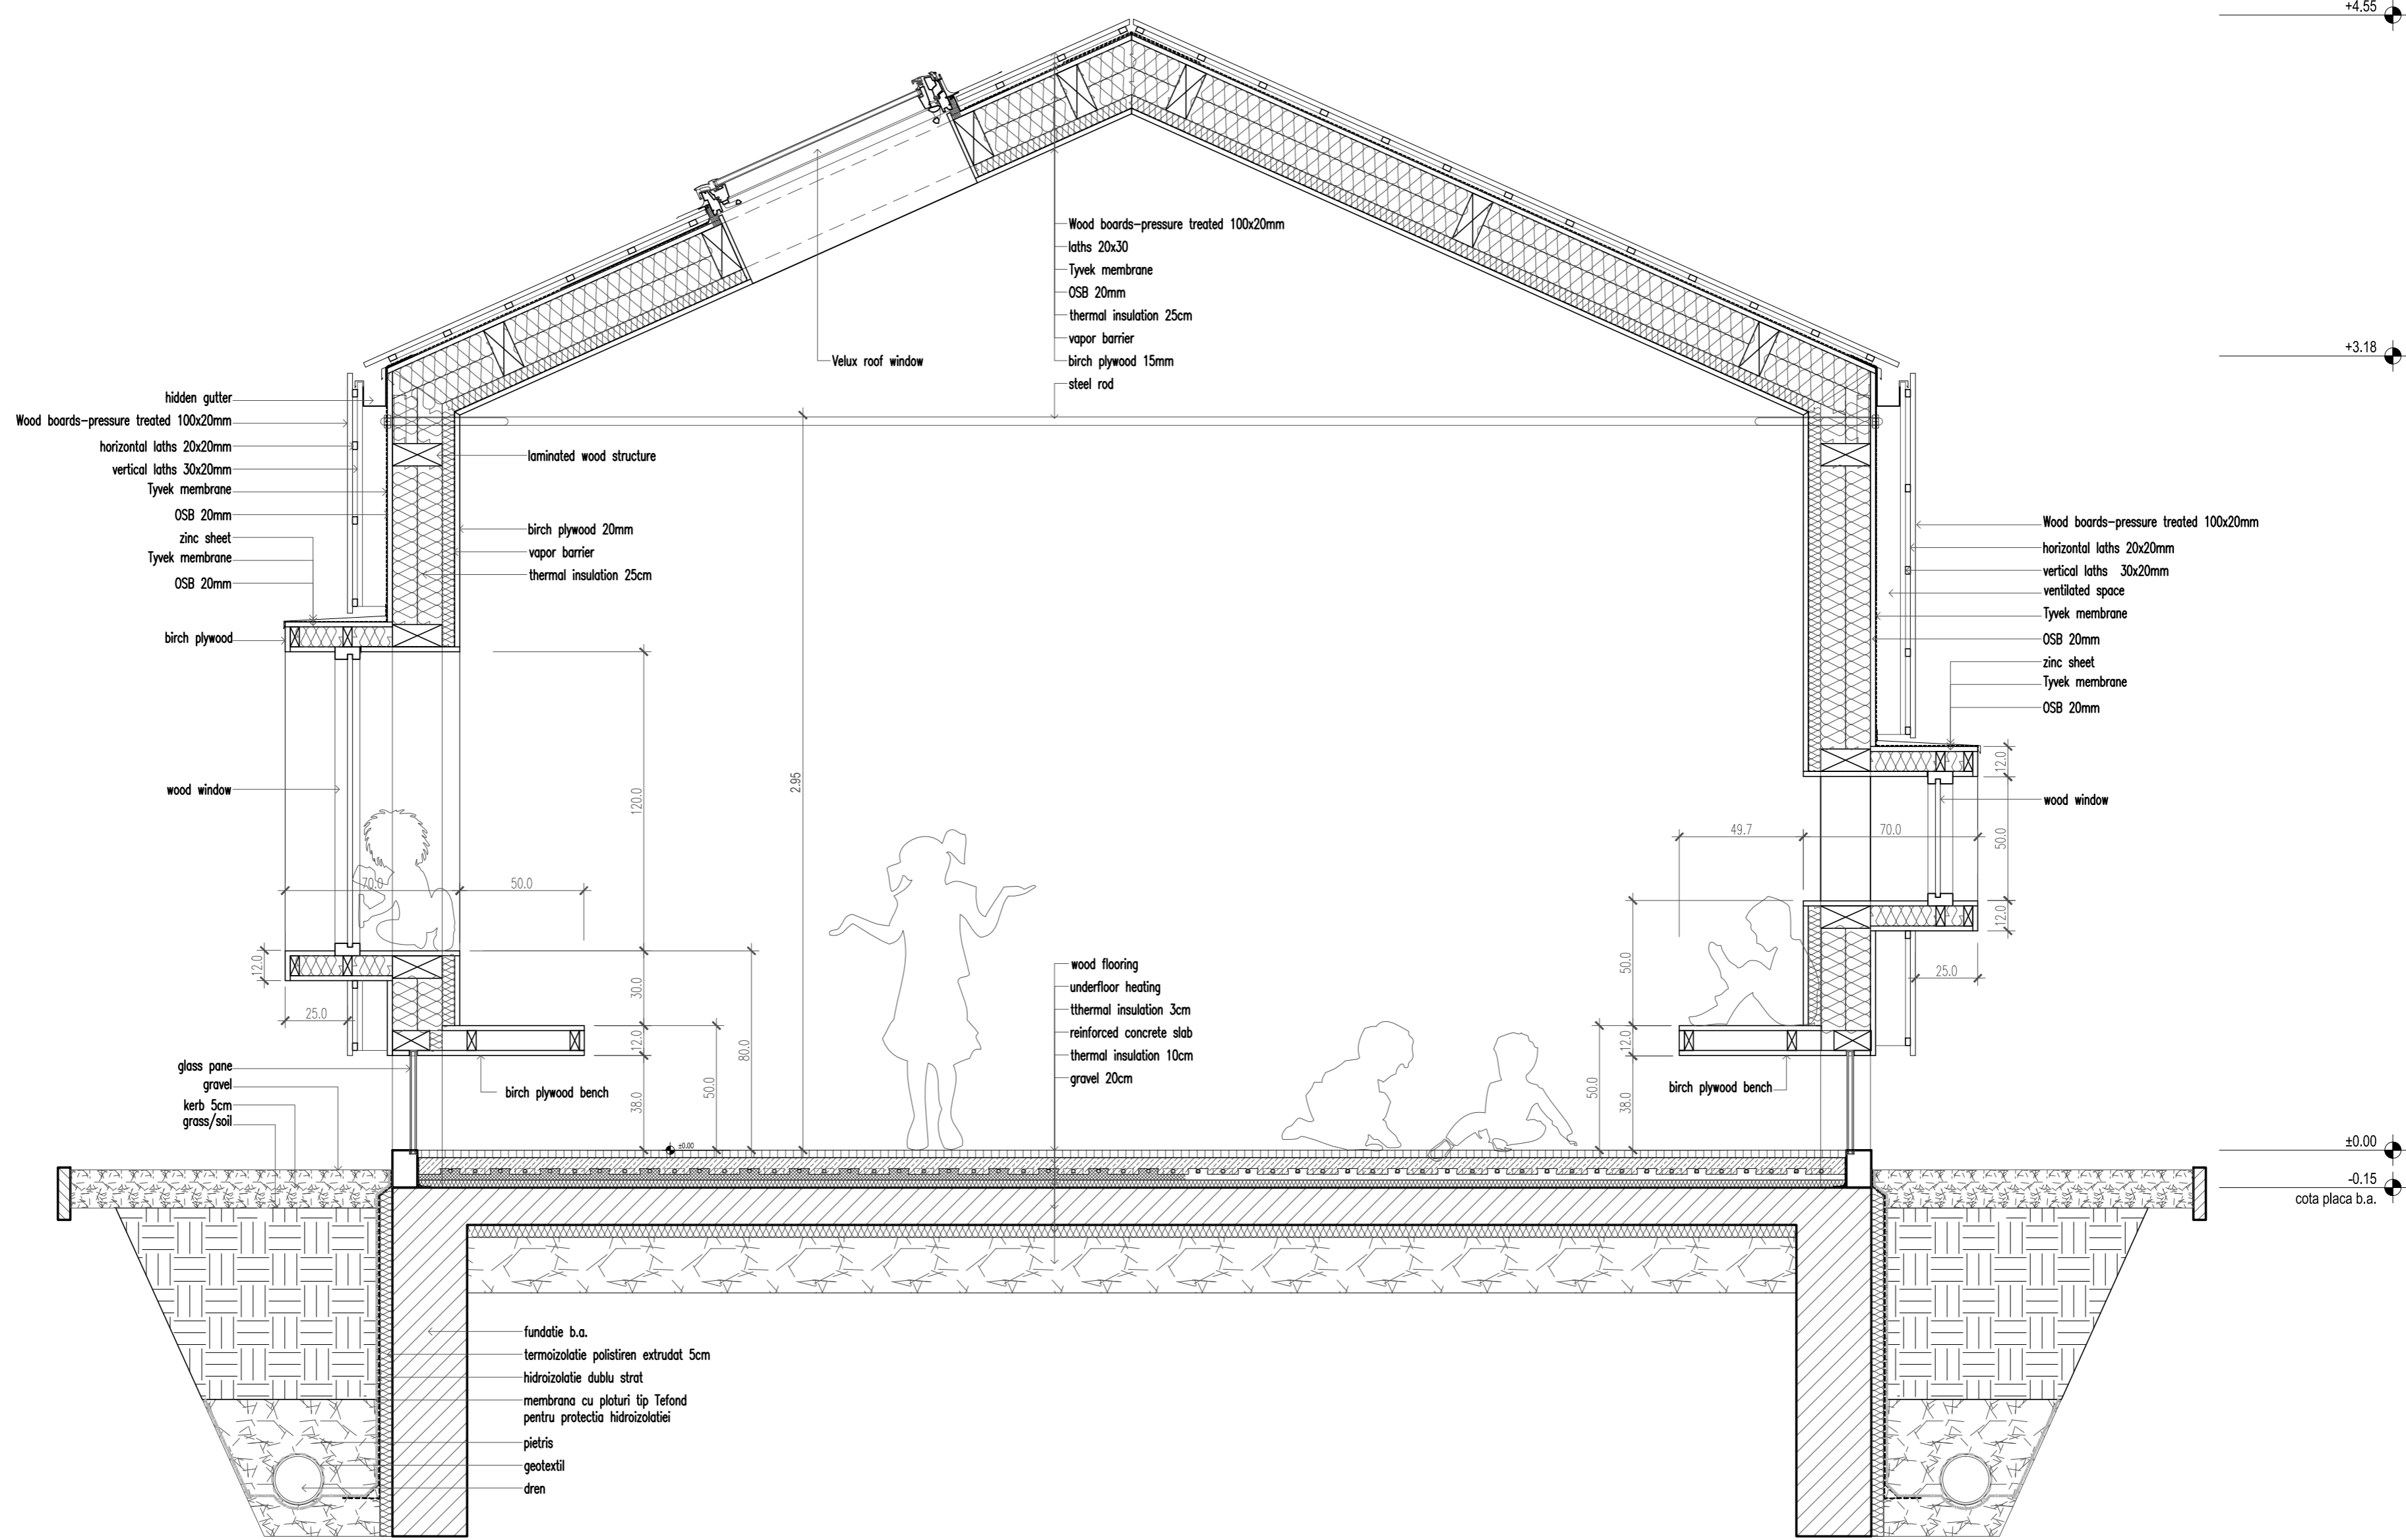 +4.55
Wood boards-pressure treated 100x20mm
laths 20x30
Tyvek membrane
OSB 20mm
thermal insulation 25cm
vapor barrier
birch plywood 15mm
steel rod
Velux roof window
+3.18
hidden gutter
Wood boards-pressure treated 100x20mm
horizontal laths 20x20mm
vertical laths 30x20mm
Tyvek membrane
OSB 20mm
zinc sheet
Tyvek membrane
OSB 20mm
birch plywood
wood window
laminated wood structure
birch plywood 20mm
vapor barrier
thermal insulation 25cm
Wood boards-pressure treated 100x20mm
horizontal laths 20x20mm
vertical laths 30x20mm
ventilated space
Tyvek membrane
OSB 20mm
zinc sheet
Tyvek membrane
OSB 20mm
wood window
120.0
2.95
12.0
49.7
70.0
50.0
12.0
70.0
50.0
12.0
25.0
30.0
12.0
38.0
50.0
80.0
50.0
12.0
38.0
50.0
25.0
wood flooring
underfloor heating
tthermal insulation 3cm
reinforced concrete slab
thermal insulation 10cm
gravel 20cm
glass pane
gravel
kerb 5cm
grass/soil
birch plywood bench
birch plywood bench
±0.00
±0.00
-0.15
cota placa b.a.
fundatie b.a.
termoizolatie polistiren extrudat 5cm
hidroizolatie dublu strat
membrana cu ploturi tip Tefond
pentru protectia hidroizolatiei
pietris
geotextil
dren